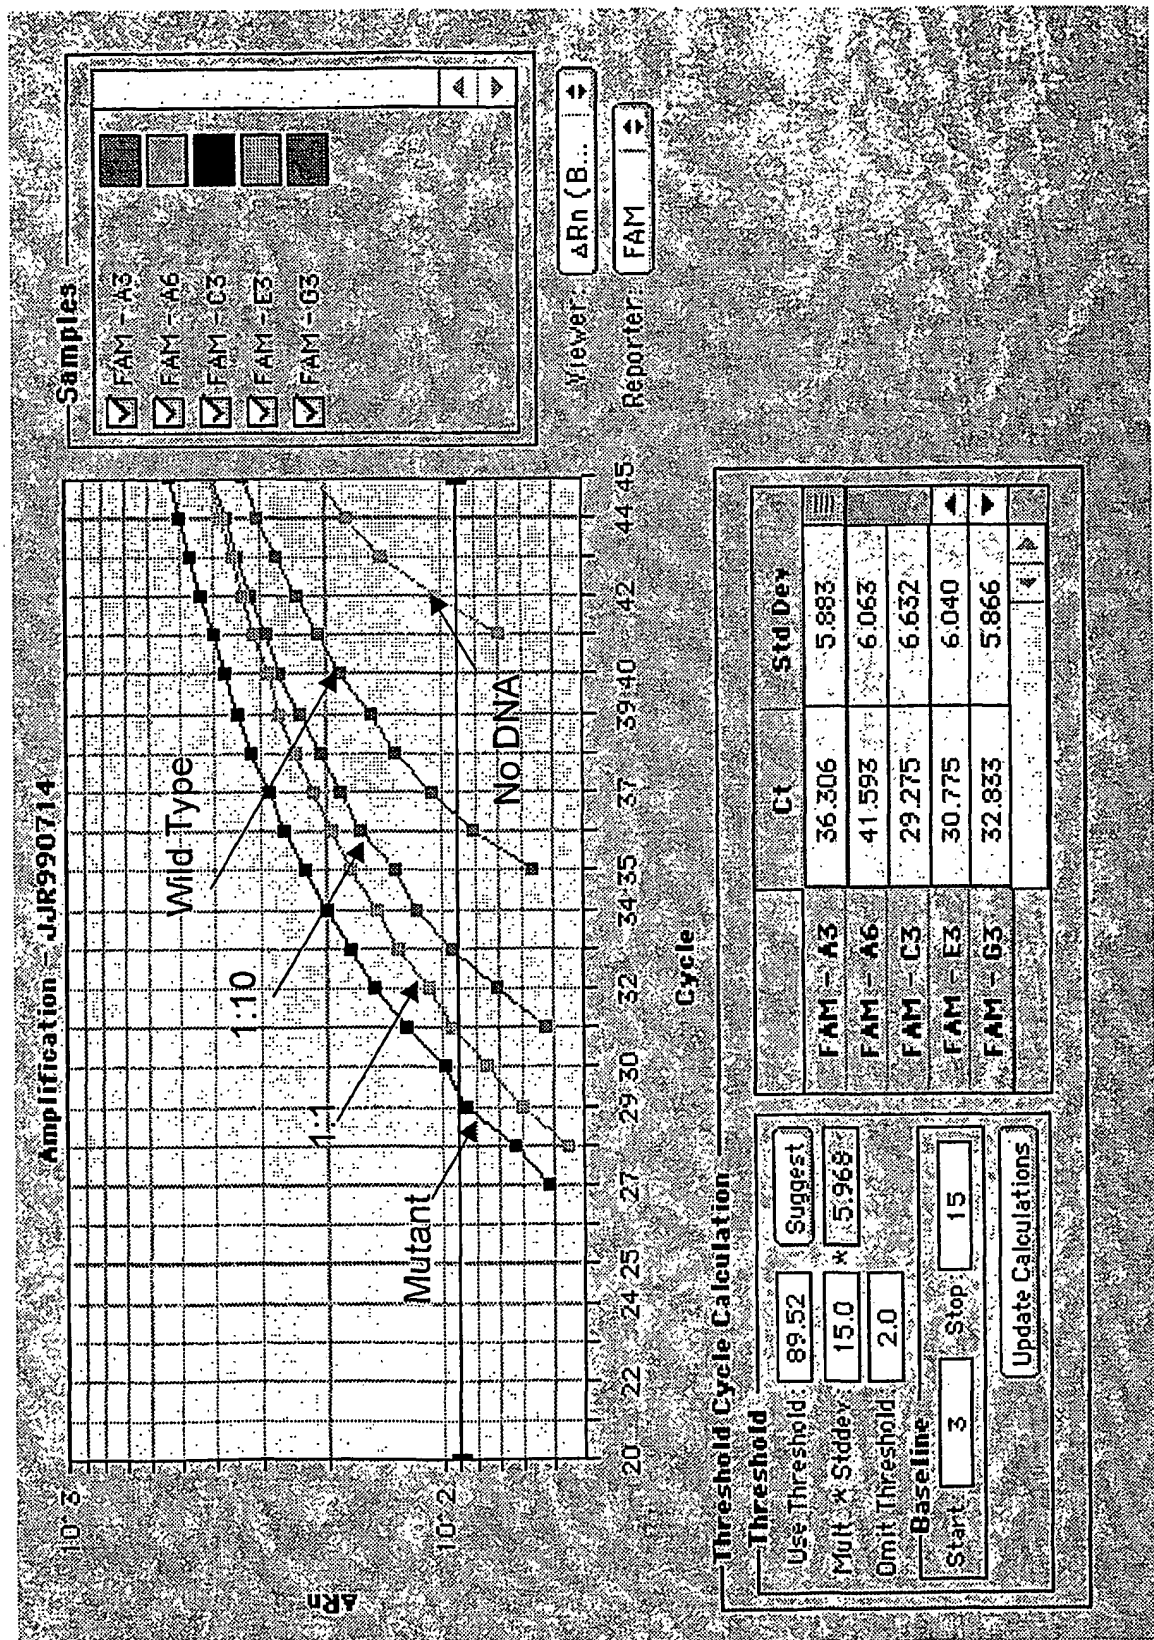 Amplification - JJR990714
ΔRn
10^3
10^2
Wild Type
1:10
1:1
Mutant
No DNA
20 22 24 25 27 29 30 32 34 35 37 39 40 42 44 45
Cycle
Samples
FAM-A3
FAM-A6
FAM-C3
FAM-E3
FAM-G3
Viewer: ΔRn (B...
Reporter: FAM
Threshold Cycle Calculation
Threshold
Use Threshold: 89.52 Suggest
Mult * Stddev: 15.0 * 5.968
Omit Threshold: 2.0
Baseline
Start: 3 Stop: 15
Update Calculations
Ct Std Dev
FAM-A3 36.306 5.883
FAM-A6 41.593 6.063
FAM-C3 29.275 6.632
FAM-E3 30.775 6.040
FAM-G3 32.833 5.866